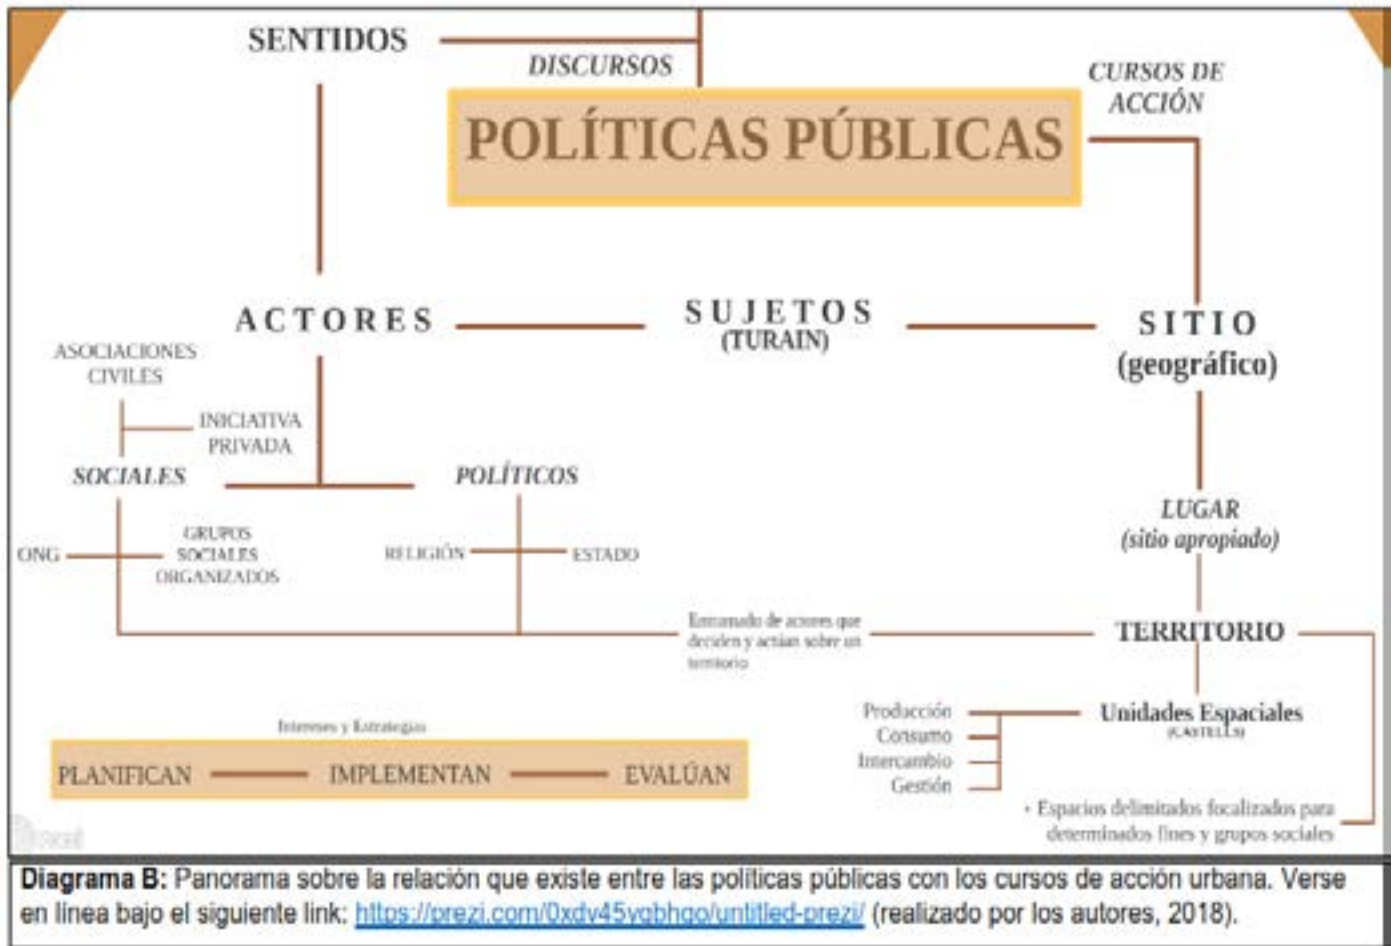 SENTIDOS
DISCURSOS
CURSOS DE
ACCIÓN
POLÍTICAS PÚBLICAS
ACTORES
SUJETOS
(TURAIN)
SITIO
(geográfico)
ASOCIACIONES
CIVILES
INICIATIVA
PRIVADA
SOCIALES
POLÍTICOS
LUGAR
(sitio apropiado)
ONG
GRUPOS
SOCIALES
ORGANIZADOS
RELIGIÓN
ESTADO
Entramado de actores que
deciden y actúan sobre un
territorio
TERRITORIO
Producción
Consumo
Intercambio
Gestión
Unidades Espaciales
(CASTELLS)
Intereses y Estrategias
PLANIFICAN
IMPLEMENTAN
EVALÚAN
• Espacios delimitados focalizados para
determinados fines y grupos sociales
Prezi
Diagrama B: Panorama sobre la relación que existe entre las políticas públicas con los cursos de acción urbana. Verse
en línea bajo el siguiente link: https://prezi.com/0xdv45yqbhgo/untitled-prezi/ (realizado por los autores, 2018).